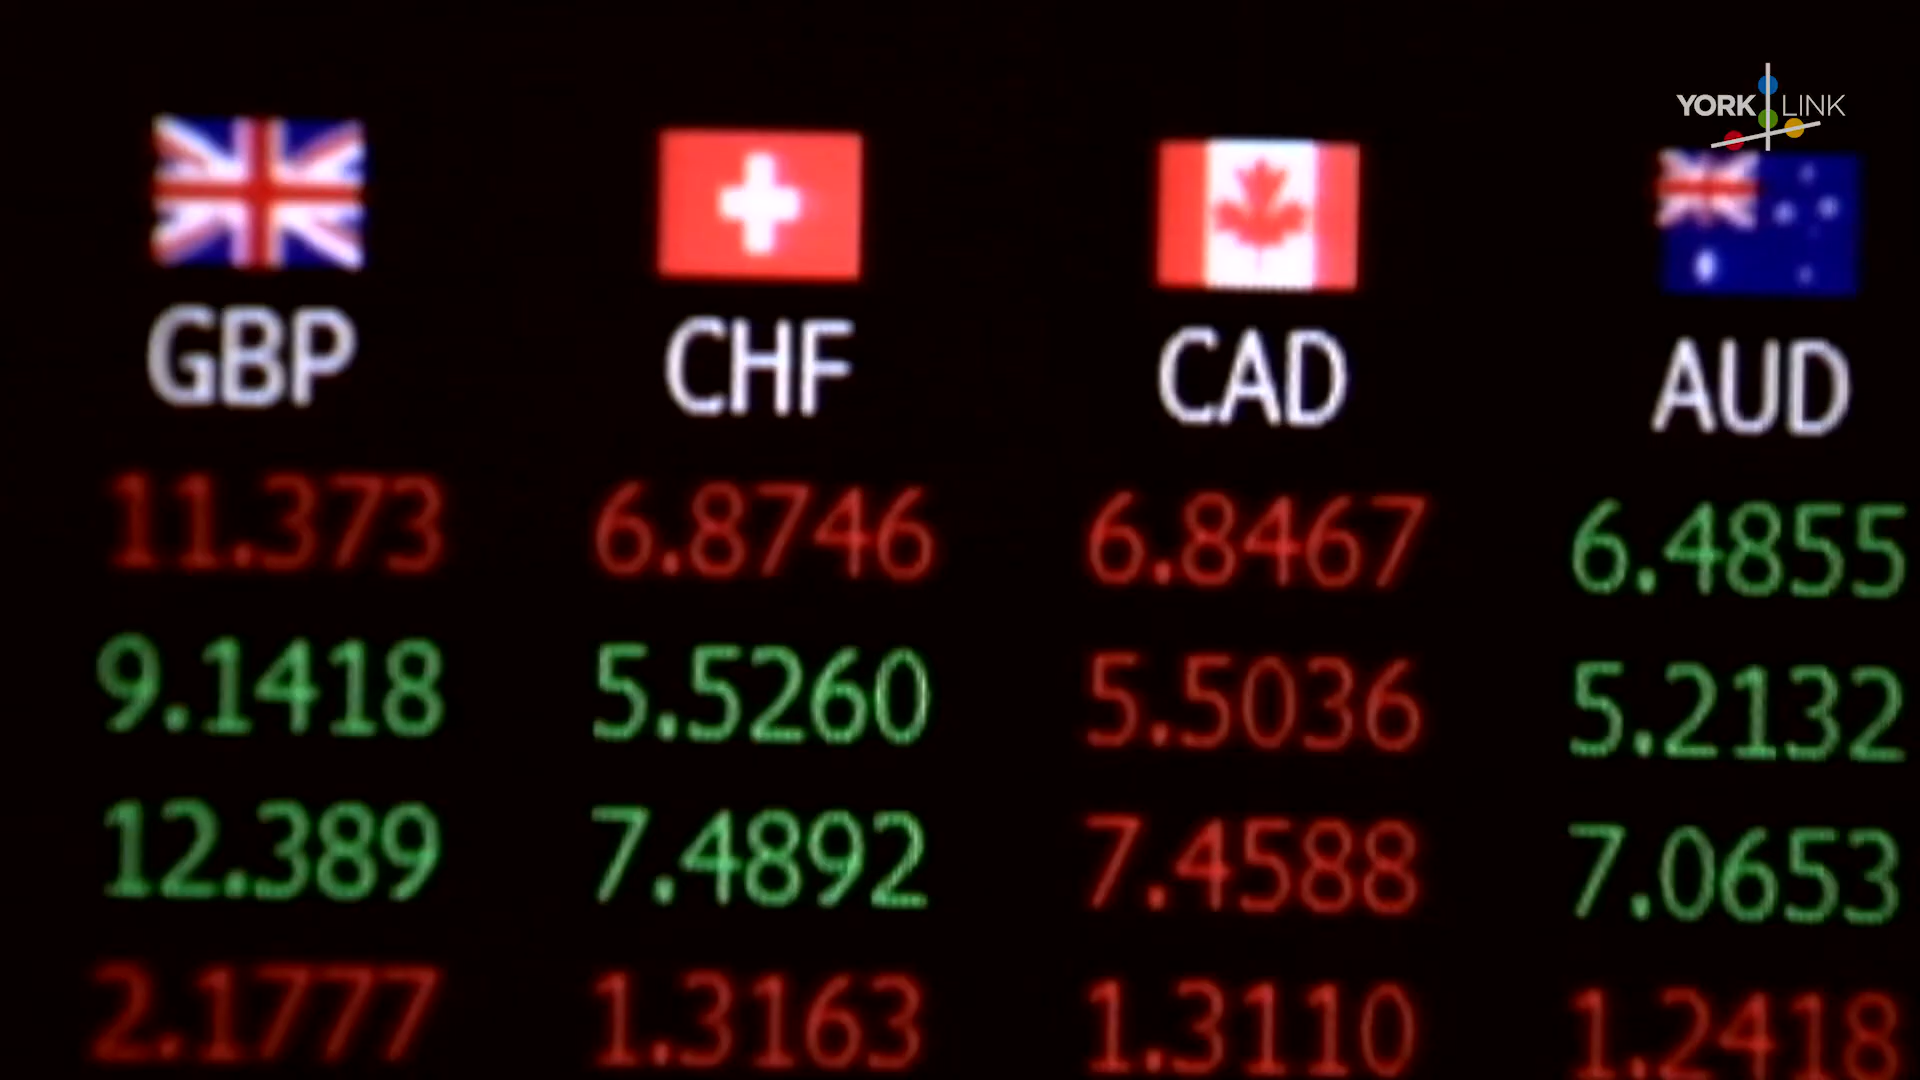 YORK LINK
GBP CHF CAD AUD
11.373 6.8746 6.8467 6.4855
9.1418 5.5260 5.5036 5.2132
12.389 7.4892 7.4588 7.0653
2.1777 1.3163 1.3110 1.2418